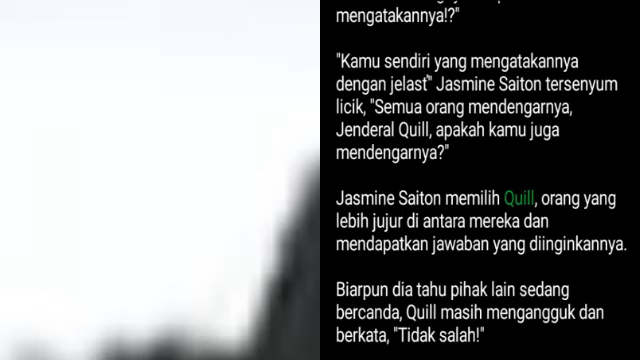 mengatakannya!?"
"Kamu sendiri yang mengatakannya
dengan jelast" Jasmine Saiton tersenyum
licik, "Semua orang mendengarnya,
Jenderal Quill, apakah kamu juga
mendengarnya?"
Jasmine Saiton memilih Quill, orang yang
lebih jujur di antara mereka dan
mendapatkan jawaban yang diinginkannya.
Biarpun dia tahu pihak lain sedang
bercanda, Quill masih mengangguk dan
berkata, "Tidak salah!"